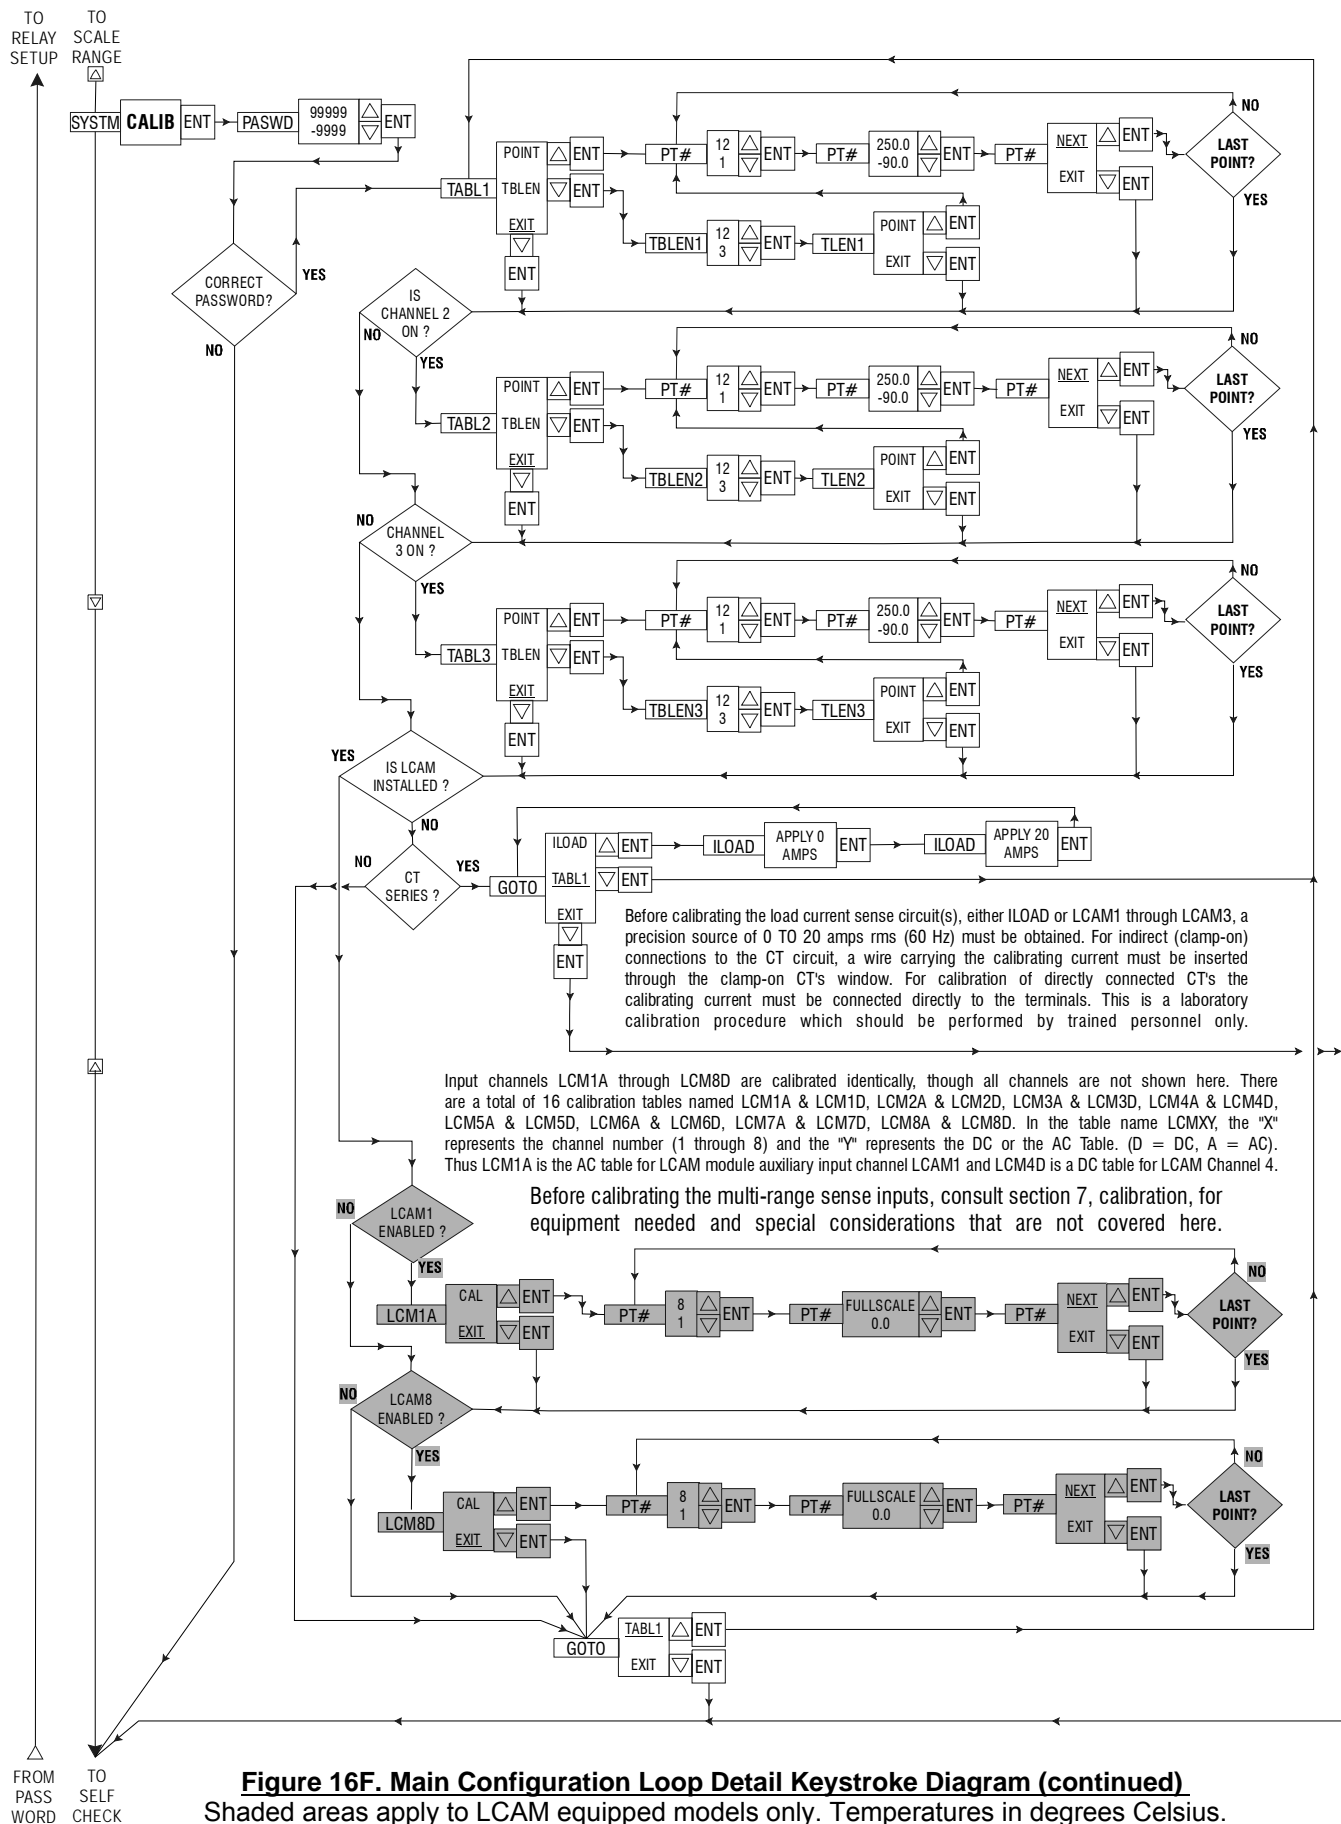 TO
RELAY
SETUP
TO
SCALE
RANGE
SYSTM CALIB ENT PASWD 99999 -9999 ENT
CORRECT
PASSWORD?
YES
NO
TABL1 POINT ENT
TBLEN ENT
EXIT
ENT
PT# 12 1 ENT PT# 250.0 -90.0 ENT PT# NEXT ENT
EXIT ENT
LAST
POINT?
NO
YES
TBLEN1 12 3 ENT TLEN1 POINT ENT
EXIT ENT
IS
CHANNEL 2
ON ?
NO
YES
TABL2 POINT ENT
TBLEN ENT
EXIT
ENT
PT# 12 1 ENT PT# 250.0 -90.0 ENT PT# NEXT ENT
EXIT ENT
LAST
POINT?
NO
YES
TBLEN2 12 3 ENT TLEN2 POINT ENT
EXIT ENT
CHANNEL
3 ON ?
NO
YES
TABL3 POINT ENT
TBLEN ENT
EXIT
ENT
PT# 12 1 ENT PT# 250.0 -90.0 ENT PT# NEXT ENT
EXIT ENT
LAST
POINT?
NO
YES
TBLEN3 12 3 ENT TLEN3 POINT ENT
EXIT ENT
IS LCAM
INSTALLED ?
YES
NO
CT
SERIES ?
NO
YES
GOTO ILOAD ENT
TABL1 ENT
EXIT
ENT
ILOAD APPLY 0 AMPS ENT ILOAD APPLY 20 AMPS ENT
Before calibrating the load current sense circuit(s), either ILOAD or LCAM1 through LCAM3, a
precision source of 0 TO 20 amps rms (60 Hz) must be obtained. For indirect (clamp-on)
connections to the CT circuit, a wire carrying the calibrating current must be inserted
through the clamp-on CT's window. For calibration of directly connected CT's the
calibrating current must be connected directly to the terminals. This is a laboratory
calibration procedure which should be performed by trained personnel only.
Input channels LCM1A through LCM8D are calibrated identically, though all channels are not shown here. There
are a total of 16 calibration tables named LCM1A & LCM1D, LCM2A & LCM2D, LCM3A & LCM3D, LCM4A & LCM4D,
LCM5A & LCM5D, LCM6A & LCM6D, LCM7A & LCM7D, LCM8A & LCM8D. In the table name LCMXY, the "X"
represents the channel number (1 through 8) and the "Y" represents the DC or the AC Table. (D = DC, A = AC).
Thus LCM1A is the AC table for LCAM module auxiliary input channel LCAM1 and LCM4D is a DC table for LCAM Channel 4.
Before calibrating the multi-range sense inputs, consult section 7, calibration, for
equipment needed and special considerations that are not covered here.
LCAM1
ENABLED ?
NO
YES
LCM1A CAL ENT
EXIT ENT
PT# 8 1 ENT PT# FULLSCALE 0.0 ENT PT# NEXT ENT
EXIT ENT
LAST
POINT?
NO
YES
LCAM8
ENABLED ?
NO
YES
LCM8D CAL ENT
EXIT ENT
PT# 8 1 ENT PT# FULLSCALE 0.0 ENT PT# NEXT ENT
EXIT ENT
LAST
POINT?
NO
YES
GOTO TABL1 ENT
EXIT ENT
FROM
PASS
WORD
TO
SELF
CHECK
Figure 16F. Main Configuration Loop Detail Keystroke Diagram (continued)
Shaded areas apply to LCAM equipped models only. Temperatures in degrees Celsius.